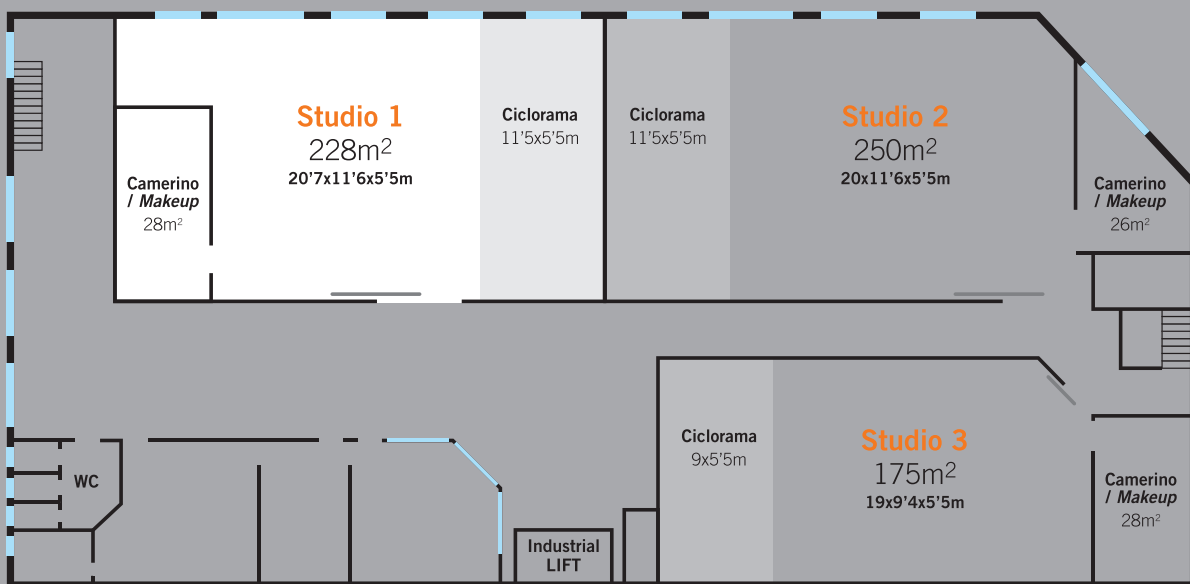 Studio 1
228m²
20'7x11'6x5'5m
Ciclorama
11'5x5'5m
Ciclorama
11'5x5'5m
Studio 2
250m²
20x11'6x5'5m
Camerino
/ Makeup
28m²
Camerino
/ Makeup
26m²
Ciclorama
9x5'5m
Studio 3
175m²
19x9'4x5'5m
WC
Camerino
/ Makeup
28m²
Industrial
LIFT